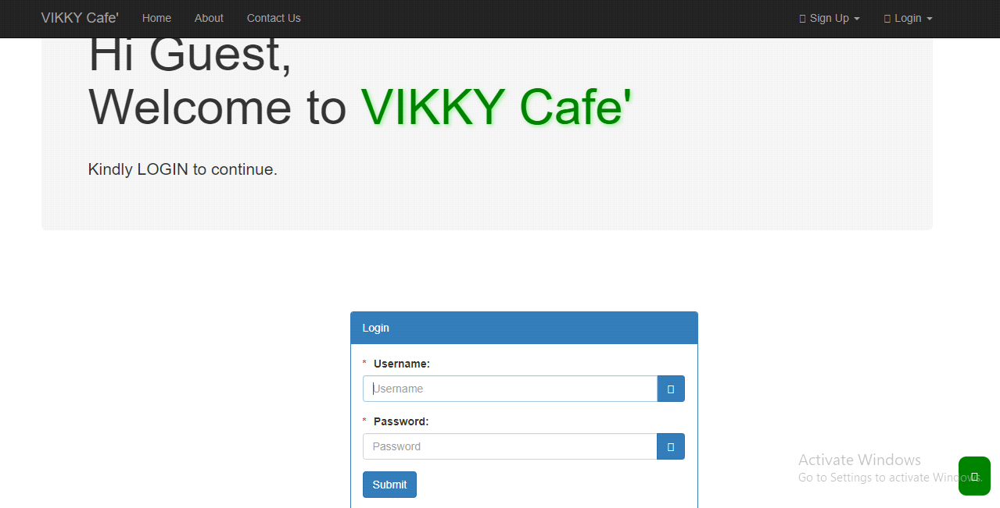 VIKKY Cafe' Home About Contact Us Sign Up Login
Hi Guest,
Welcome to VIKKY Cafe'
Kindly LOGIN to continue.
Login
* Username:
Username
* Password:
Password
Submit
Activate Windows
Go to Settings to activate Windows.